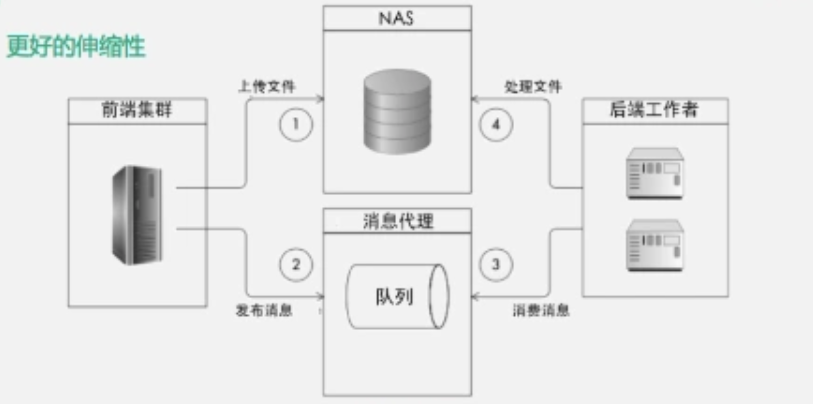 更好的伸缩性
NAS
上传文件
处理文件
前端集群
后端工作者
1
4
消息代理
2
3
队列
发布消息
消费消息